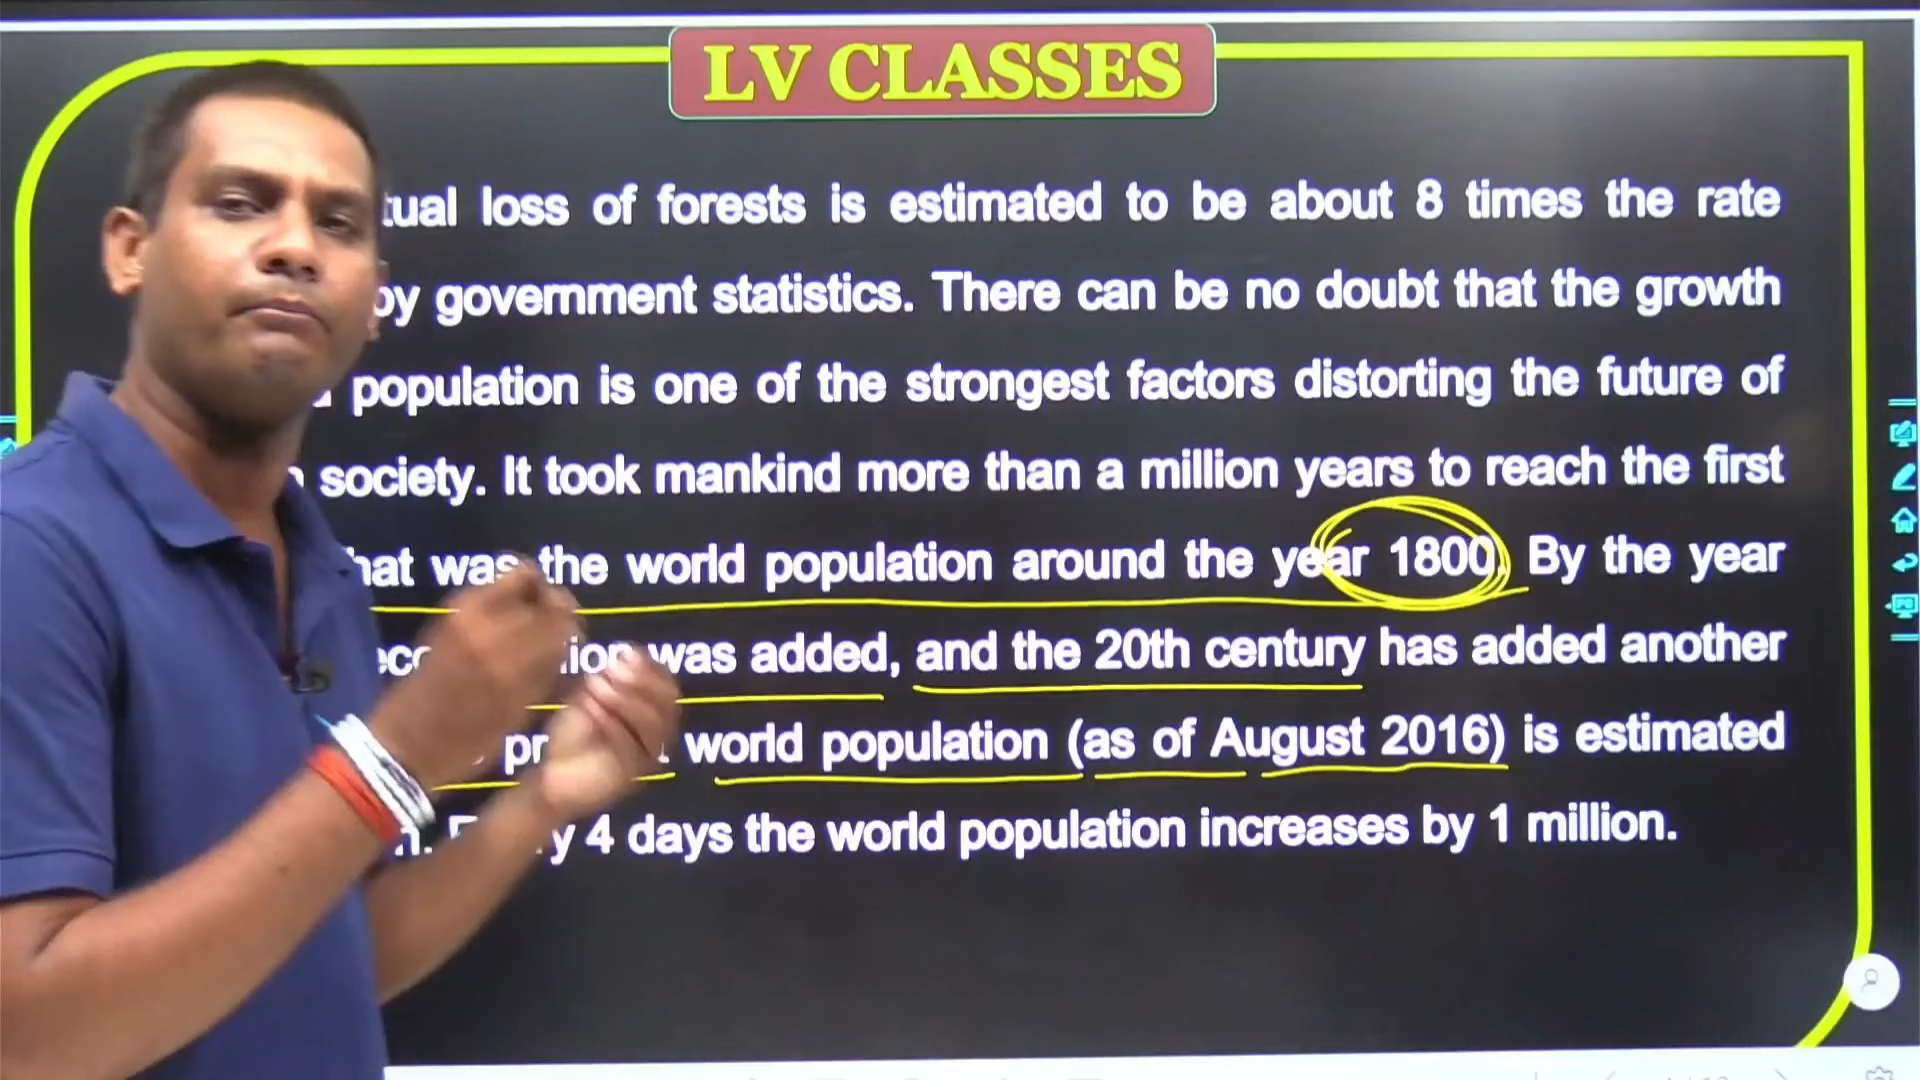 LV CLASSES
loss of forests is estimated to be about 8 times the rate
by government statistics. There can be no doubt that the growth
population is one of the strongest factors distorting the future of
society. It took mankind more than a million years to reach the first
was the world population around the year 1800. By the year
was added, and the 20th century has added another
world population (as of August 2016) is estimated
4 days the world population increases by 1 million.